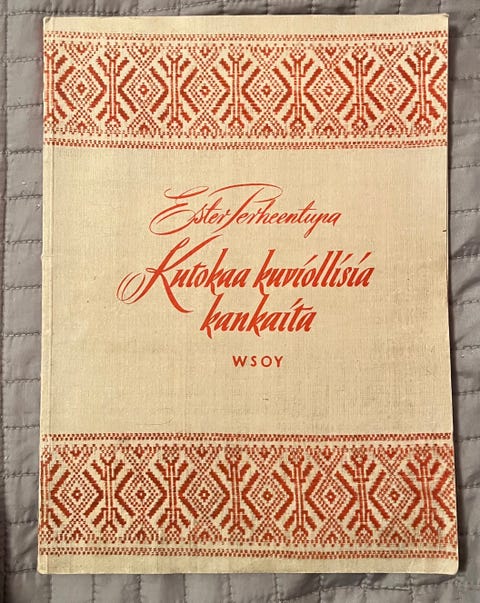 Ester Perheentupa
Kutokaa kuviollisia
kankaita
WSOY